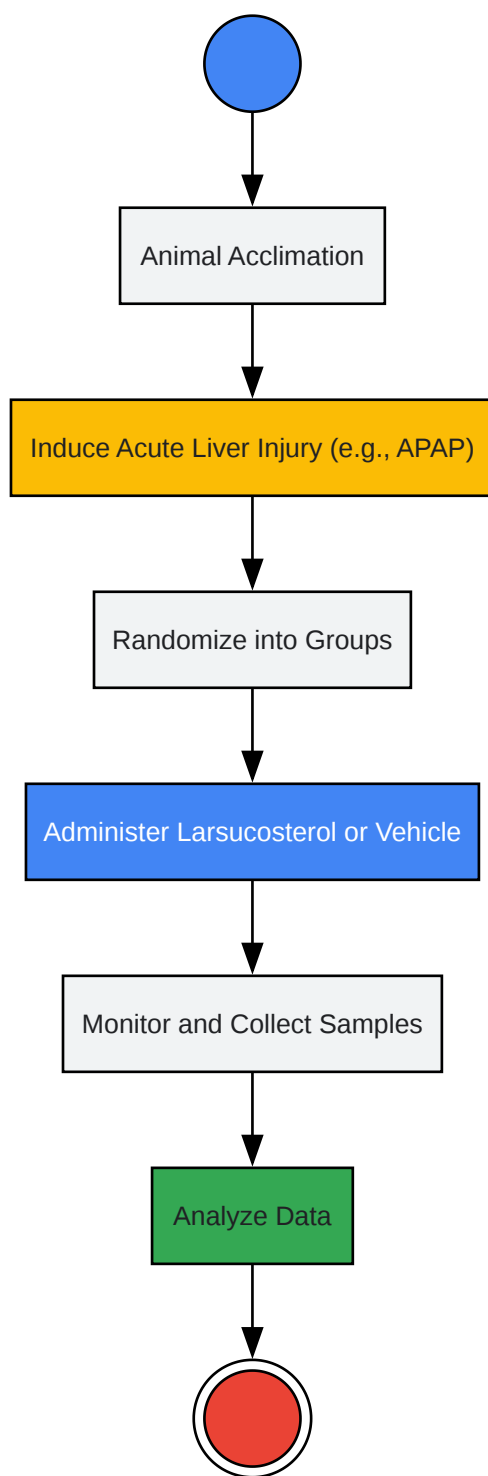 Animal Acclimation
Induce Acute Liver Injury (e.g., APAP)
Randomize into Groups
Administer Larsucosterol or Vehicle
Monitor and Collect Samples
Analyze Data